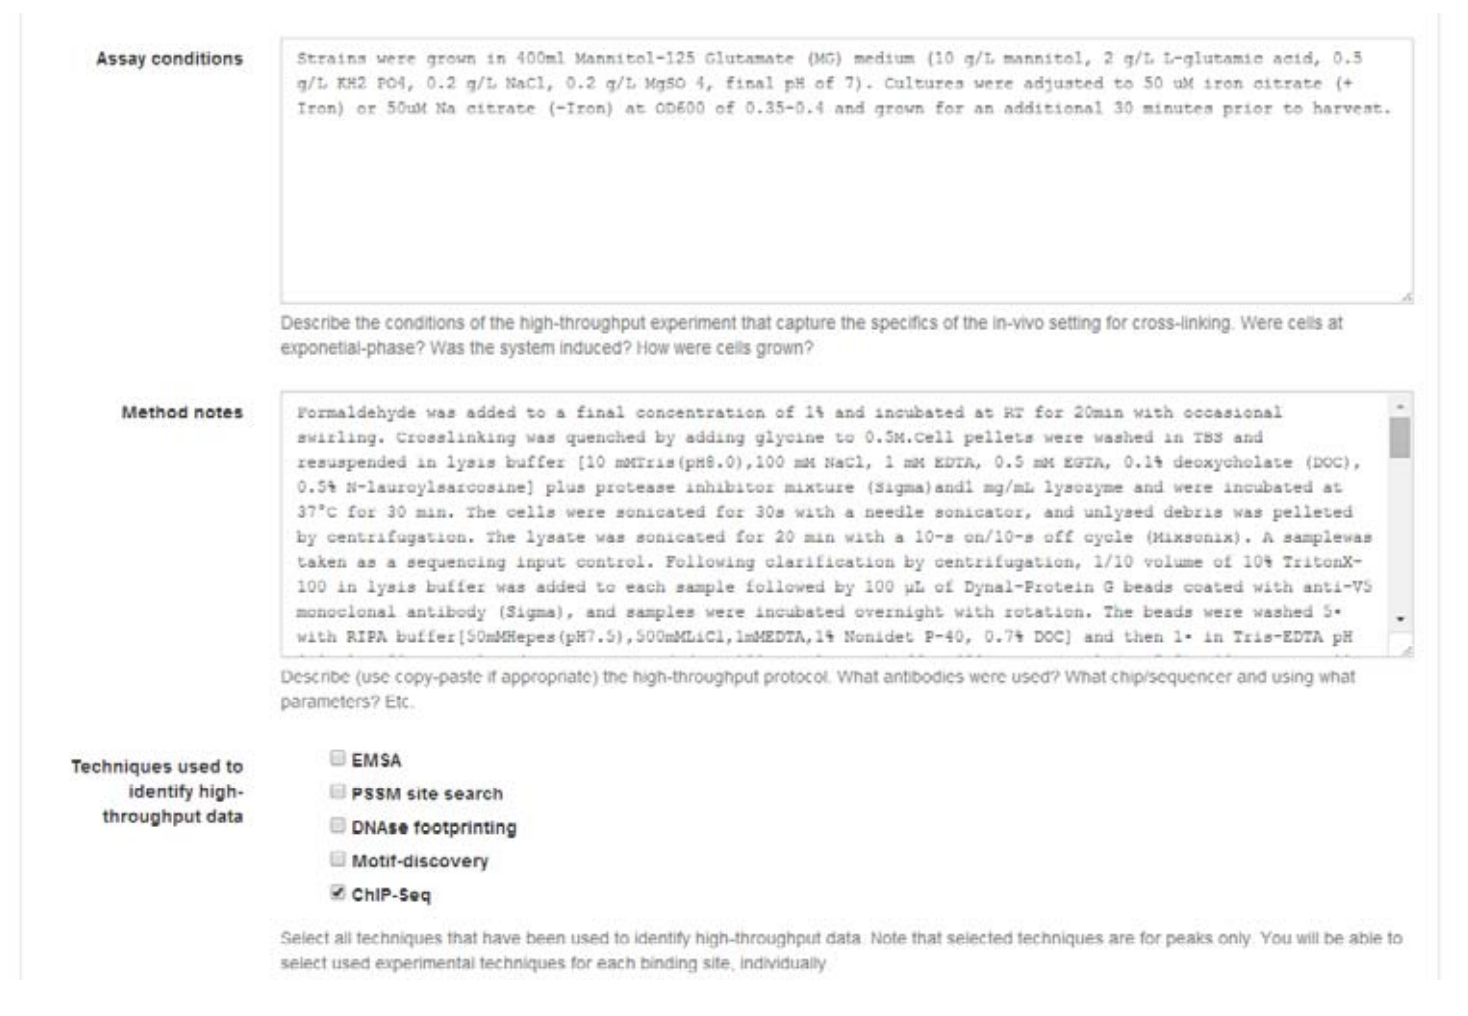 Assay conditions
Strains were grown in 400ml Mannitol-125 Glutamate (MG) medium (10 g/L mannitol, 2 g/L L-glutamic acid, 0.5
g/L KH2 PO4, 0.2 g/L NaCl, 0.2 g/L MgSO 4, final pH of 7). Cultures were adjusted to 50 uM iron citrate (+
Iron) or 50uM Na citrate (-Iron) at OD600 of 0.35-0.4 and grown for an additional 30 minutes prior to harvest.
Describe the conditions of the high-throughput experiment that capture the specifics of the in-vivo setting for cross-linking. Were cells at
exponetial-phase? Was the system induced? How were cells grown?
Method notes
Formaldehyde was added to a final concentration of 1% and incubated at RT for 20min with occasional
swirling. Crosslinking was quenched by adding glycine to 0.5M.Cell pellets were washed in TBS and
resuspended in lysis buffer [10 mMTris(pH8.0),100 mM NaCl, 1 mM EDTA, 0.5 mM EGTA, 0.1% deoxycholate (DOC),
0.5% N-lauroylsarcosine] plus protease inhibitor mixture (Sigma)and1 mg/mL lysozyme and were incubated at
37°C for 30 min. The cells were sonicated for 30s with a needle sonicator, and unlysed debris was pelleted
by centrifugation. The lysate was sonicated for 20 min with a 10-s on/10-s off cycle (Mixsonix). A samplewas
taken as a sequencing input control. Following clarification by centrifugation, 1/10 volume of 10% TritonX-
100 in lysis buffer was added to each sample followed by 100 µL of Dynal-Protein G beads coated with anti-V5
monoclonal antibody (Sigma), and samples were incubated overnight with rotation. The beads were washed 5•
with RIPA buffer[50mMHepes(pH7.5),500mMLiCl,1mMEDTA,1% Nonidet P-40, 0.7% DOC] and then 1• in Tris-EDTA pH
Describe (use copy-paste if appropriate) the high-throughput protocol. What antibodies were used? What chip/sequencer and using what
parameters? Etc.
Techniques used to
identify high-
throughput data
EMSA
PSSM site search
DNAse footprinting
Motif-discovery
ChIP-Seq
Select all techniques that have been used to identify high-throughput data. Note that selected techniques are for peaks only. You will be able to
select used experimental techniques for each binding site, individually